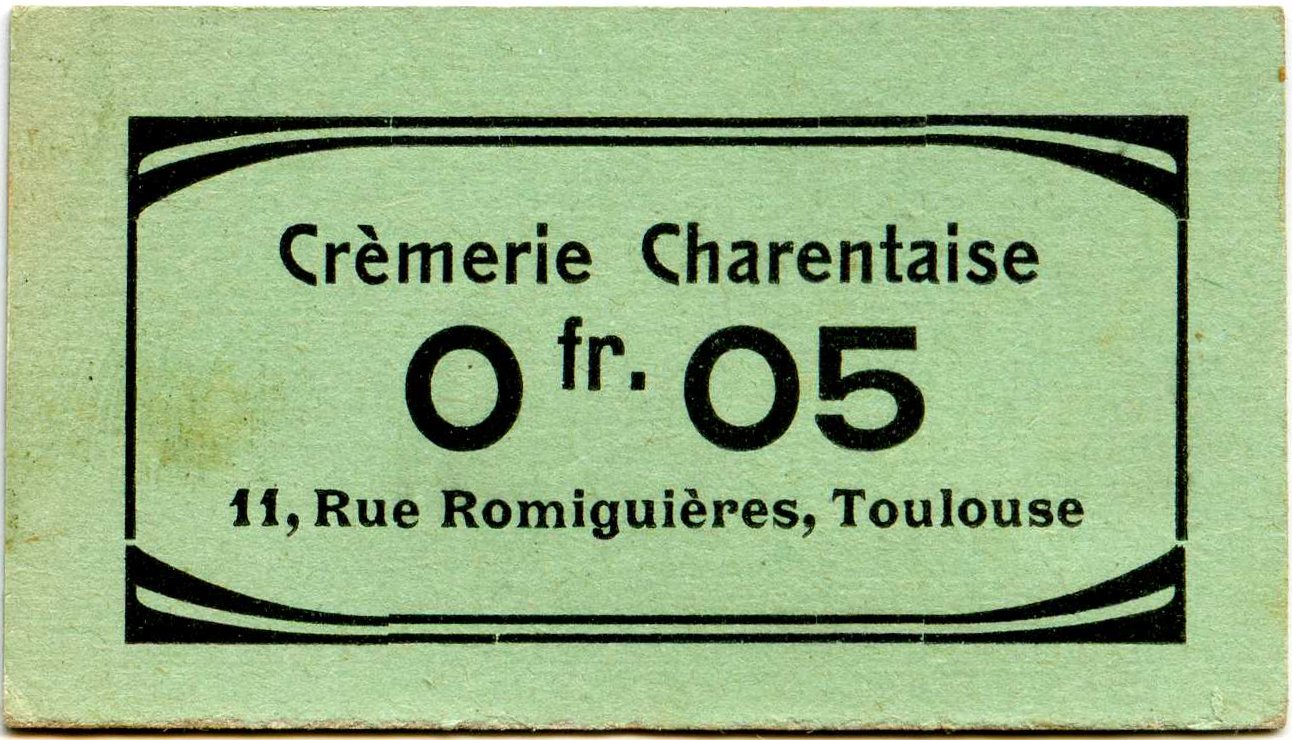 Crèmerie Charentaise
0 fr. 05
11, Rue Romiguières, Toulouse